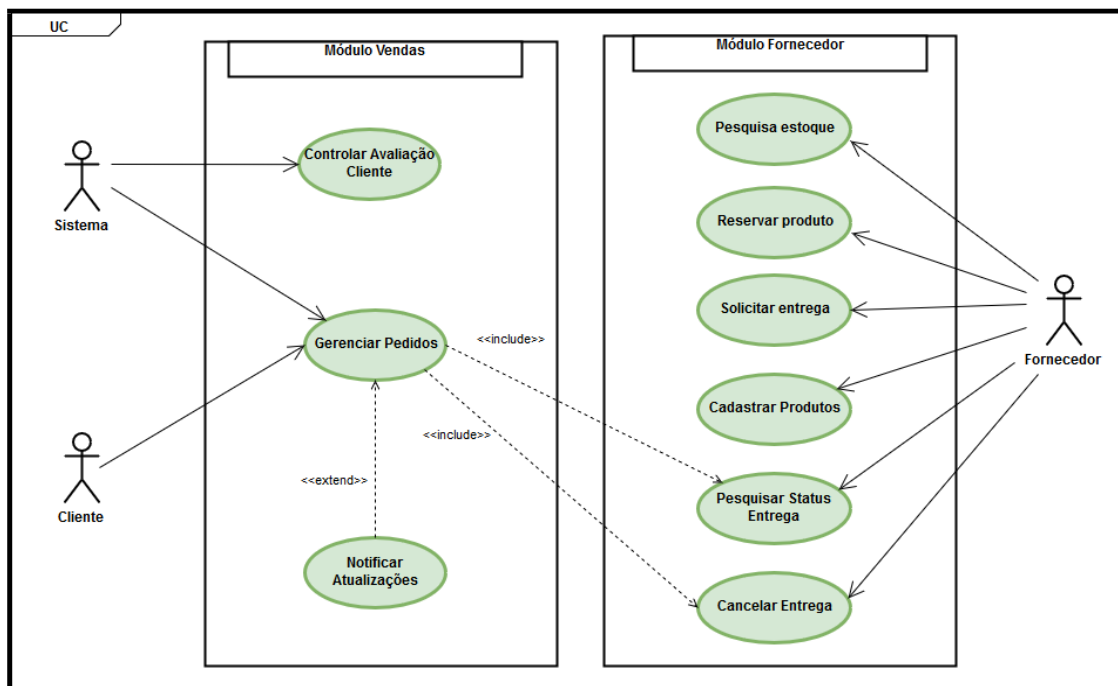 UC
Módulo Vendas
Módulo Fornecedor
Pesquisa estoque
Controlar Avaliação
Cliente
Sistema
Reservar produto
Solicitar entrega
Gerenciar Pedidos
<<include>>
Fornecedor
Cadastrar Produtos
<<include>>
<<extend>>
Cliente
Pesquisar Status
Entrega
Notificar
Atualizações
Cancelar Entrega